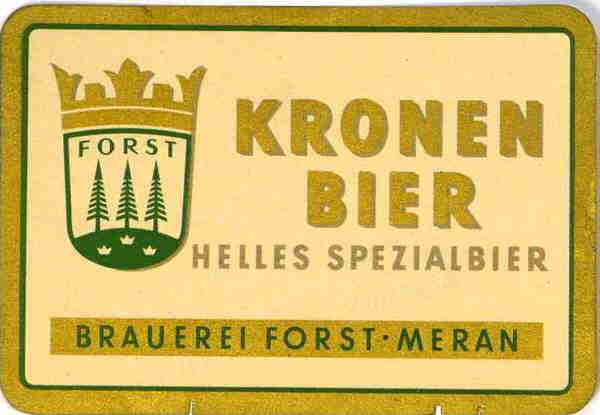 FORST
KRONEN
BIER
HELLES SPEZIALBIER
BRAUEREI FORST·MERAN